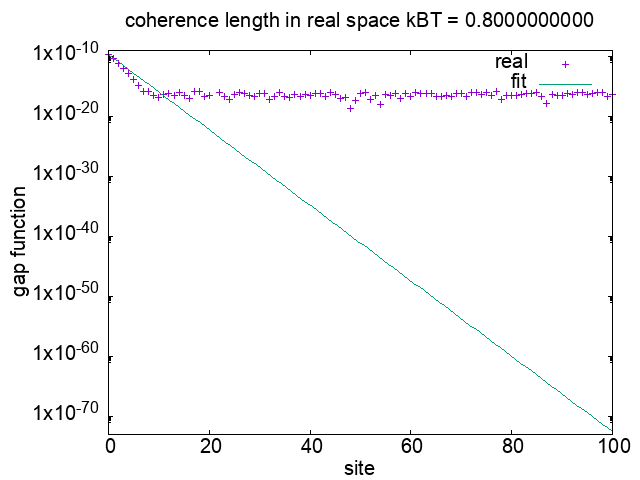 coherence length in real space kBT = 0.8000000000
real
fit
1x10-10
1x10-20
1x10-30
1x10-40
1x10-50
1x10-60
1x10-70
gap function
0 20 40 60 80 100
site